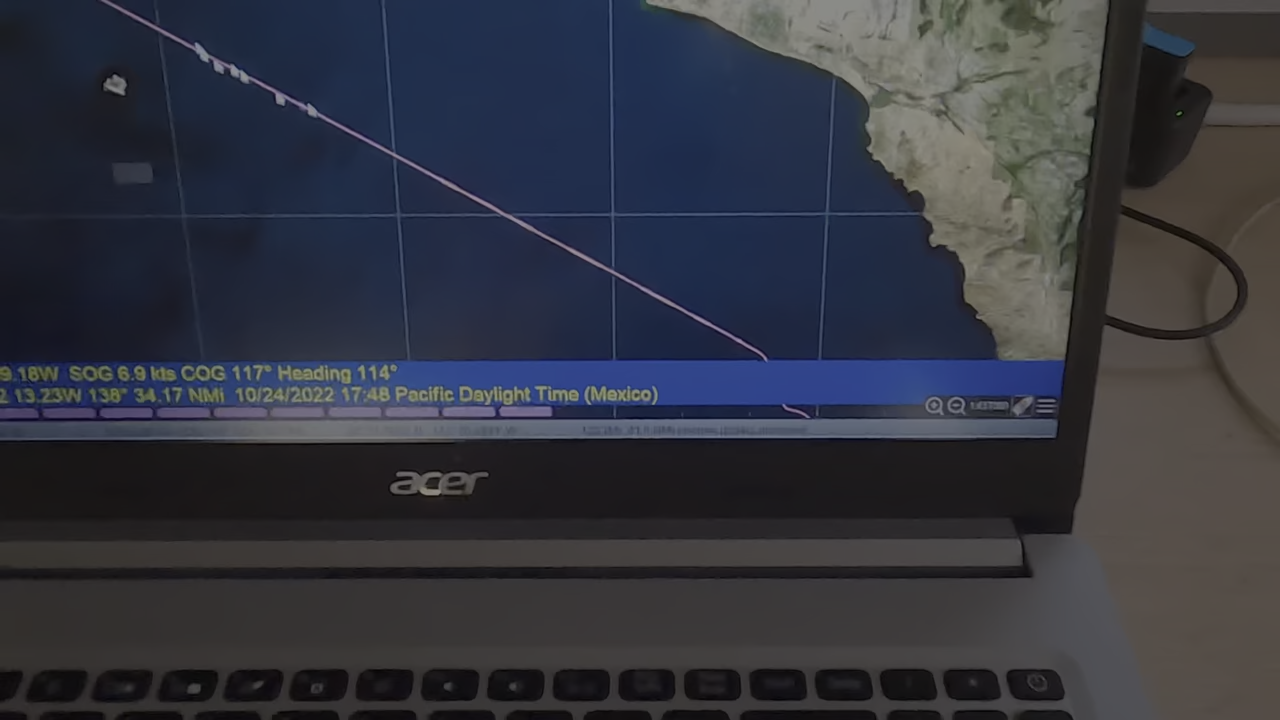 9.18W SOG 6.9 kts COG 117° Heading 114°
2 13.23W 138° 34.17 NMi 10/24/2022 17:48 Pacific Daylight Time (Mexico)
acer